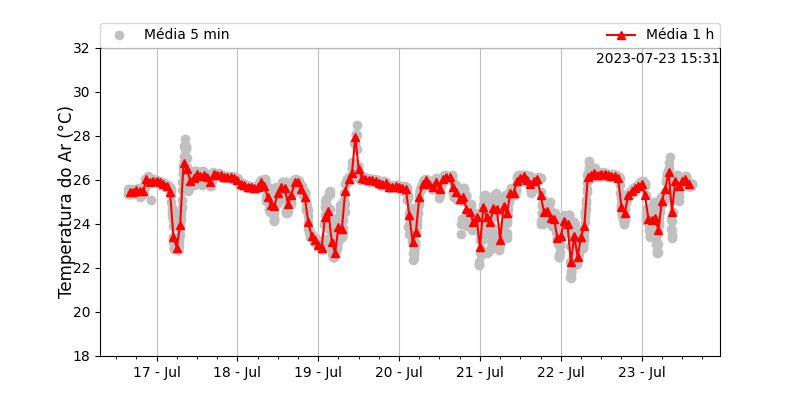 Média 5 min
Média 1 h
2023-07-23 15:31
Temperatura do Ar (°C)
32
30
28
26
24
22
20
18
17 - Jul
18 - Jul
19 - Jul
20 - Jul
21 - Jul
22 - Jul
23 - Jul